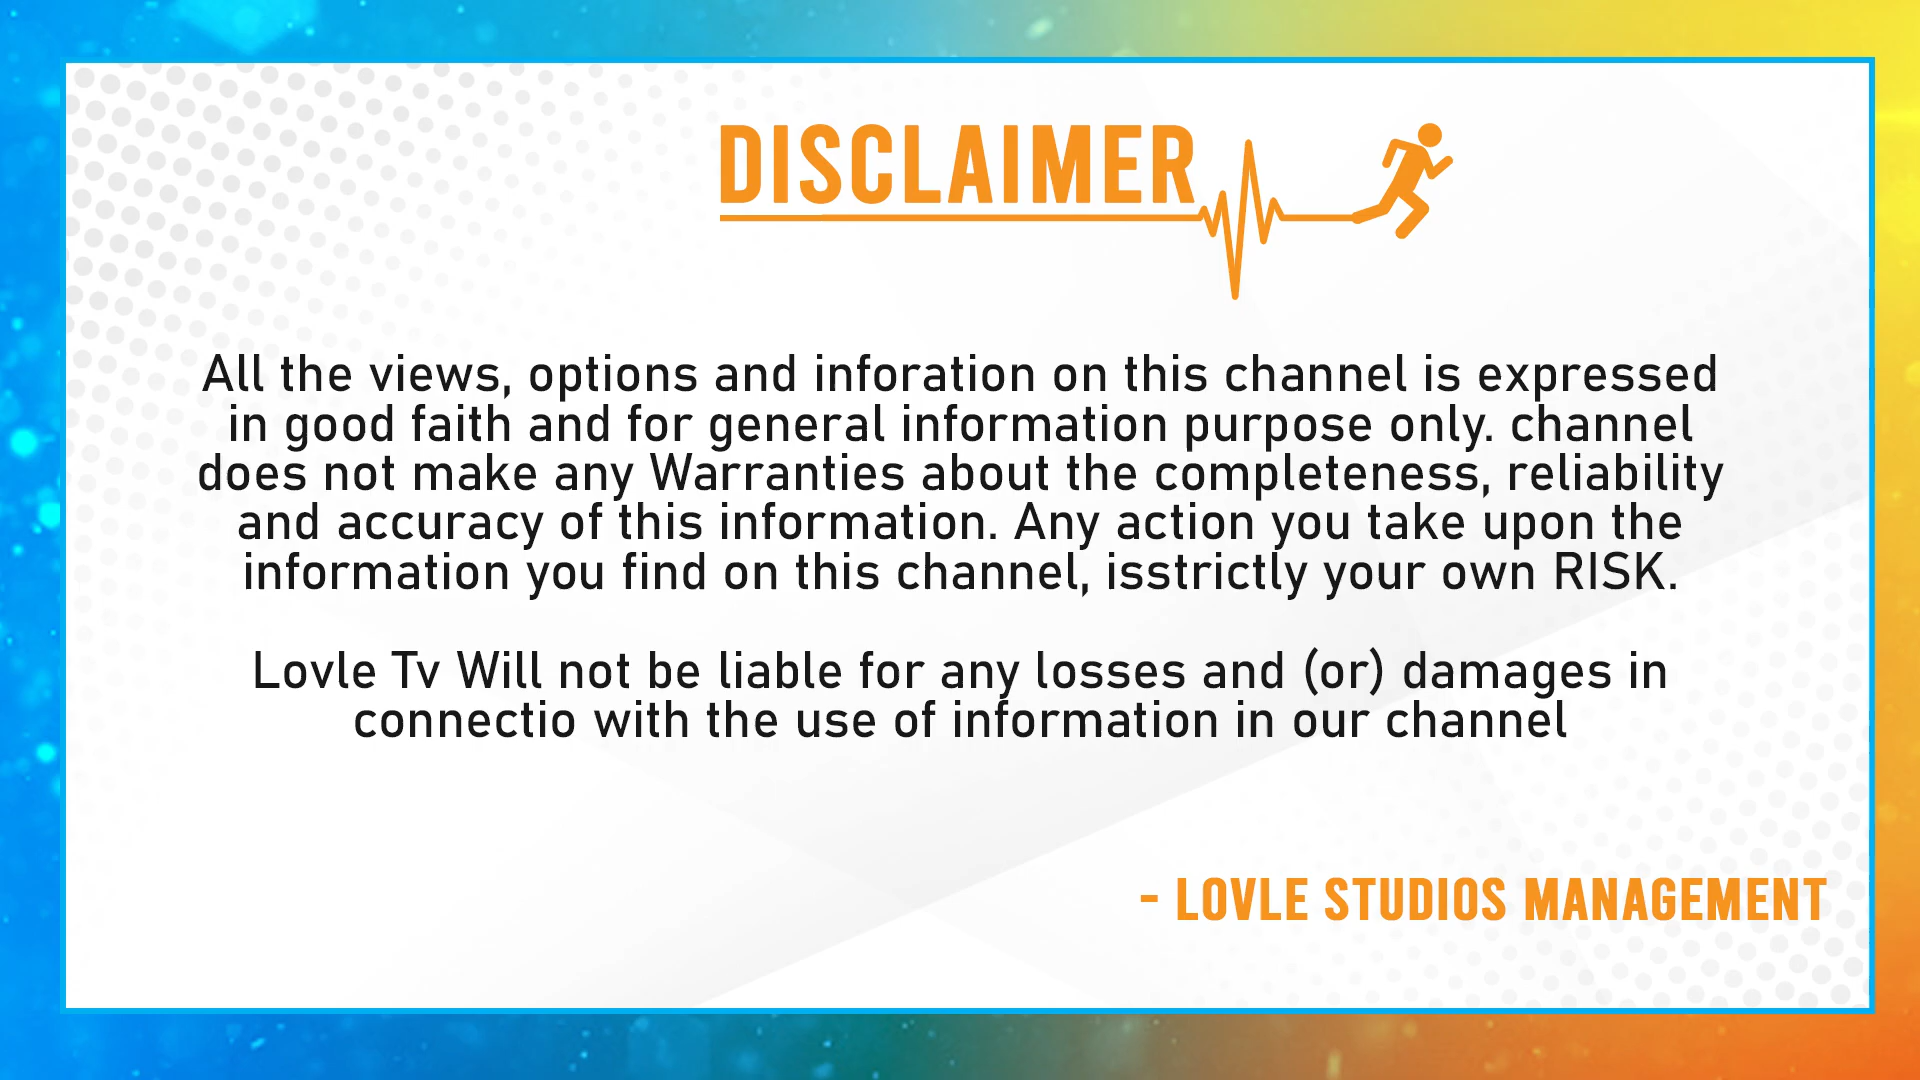 DISCLAIMER
All the views, options and inforation on this channel is expressed
in good faith and for general information purpose only. channel
does not make any Warranties about the completeness, reliability
and accuracy of this information. Any action you take upon the
information you find on this channel, isstrictly your own RISK.
Lovle Tv Will not be liable for any losses and (or) damages in
connectio with the use of information in our channel
- LOVLE STUDIOS MANAGEMENT